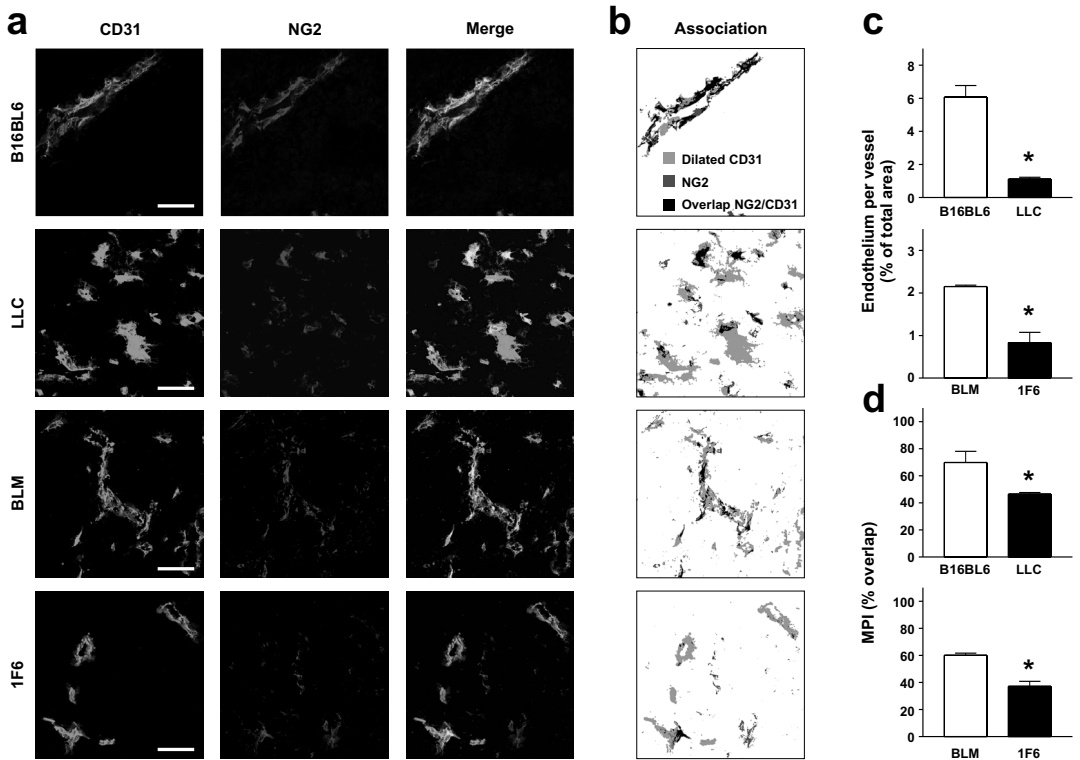 a
CD31 NG2 Merge
B16BL6
LLC
BLM
1F6
b
Association
Dilated CD31
NG2
Overlap NG2/CD31
c
Endothelium per vessel
(% of total area)
8
6
4
2
0
B16BL6 LLC
*
3
2
1
0
BLM 1F6
*
d
MPI (% overlap)
100
80
60
40
20
0
B16BL6 LLC
*
100
80
60
40
20
0
BLM 1F6
*